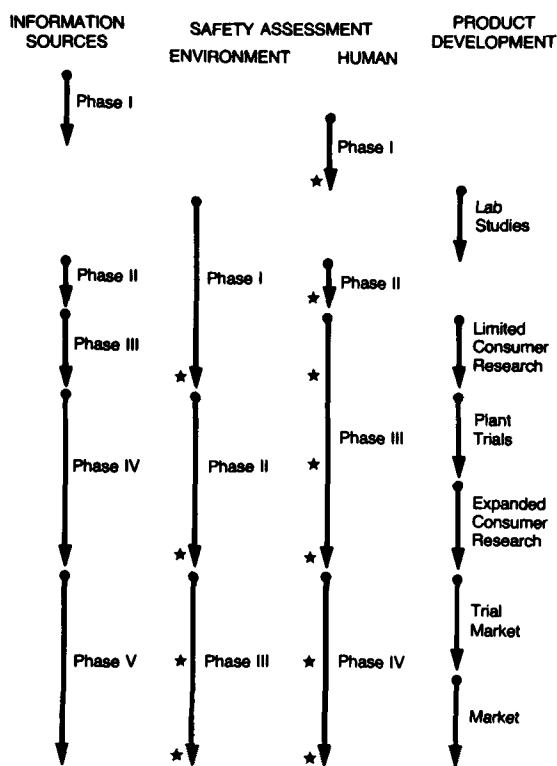 INFORMATION
SOURCES
SAFETY ASSESSMENT
ENVIRONMENT
HUMAN
PRODUCT
DEVELOPMENT
Phase I
Phase I
Lab
Studies
Phase II
Phase I
Phase II
Phase III
Limited
Consumer
Research
Phase IV
Phase II
Phase III
Plant
Trials
Expanded
Consumer
Research
Phase V
Phase III
Phase IV
Trial
Market
Market